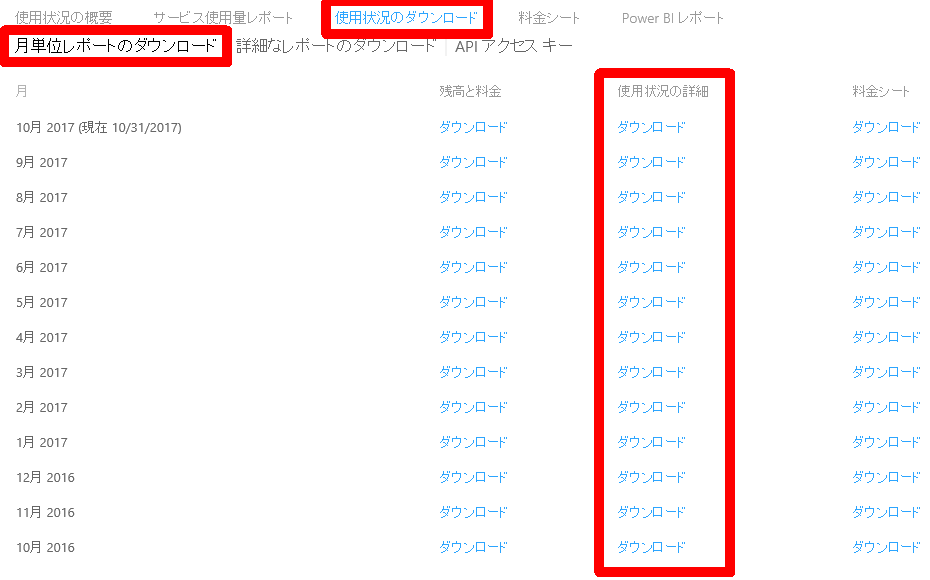 使用状況の概要 サービス使用量レポート 使用状況のダウンロード 料金シート Power BI レポート
月単位レポートのダウンロード 詳細なレポートのダウンロード API アクセス キー
月 残高と料金 使用状況の詳細 料金シート
10月 2017 (現在 10/31/2017) ダウンロード ダウンロード ダウンロード
9月 2017 ダウンロード ダウンロード ダウンロード
8月 2017 ダウンロード ダウンロード ダウンロード
7月 2017 ダウンロード ダウンロード ダウンロード
6月 2017 ダウンロード ダウンロード ダウンロード
5月 2017 ダウンロード ダウンロード ダウンロード
4月 2017 ダウンロード ダウンロード ダウンロード
3月 2017 ダウンロード ダウンロード ダウンロード
2月 2017 ダウンロード ダウンロード ダウンロード
1月 2017 ダウンロード ダウンロード ダウンロード
12月 2016 ダウンロード ダウンロード ダウンロード
11月 2016 ダウンロード ダウンロード ダウンロード
10月 2016 ダウンロード ダウンロード ダウンロード